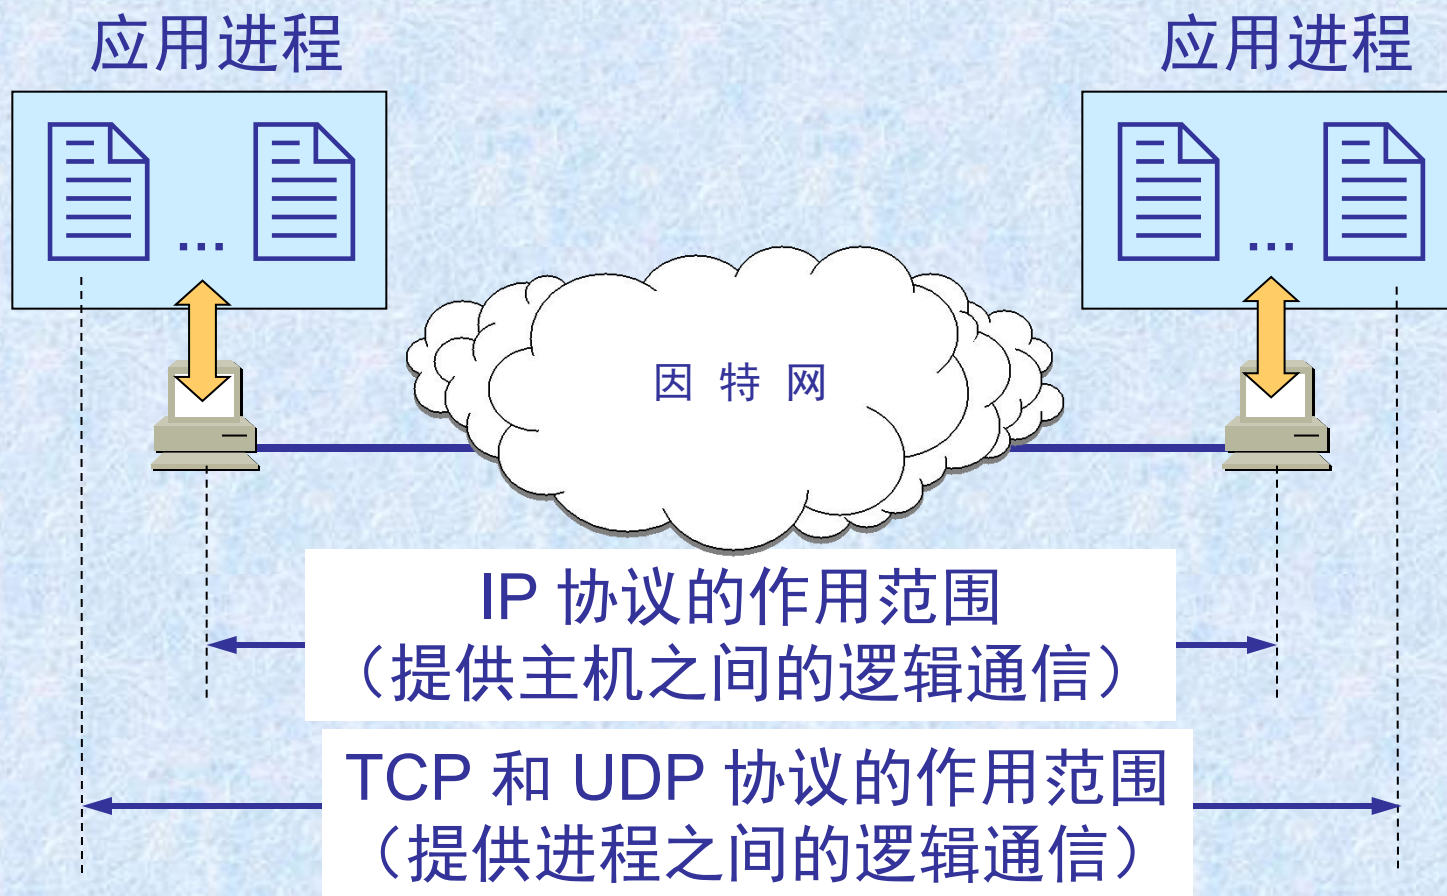 应用进程
应用进程
…
…
因 特 网
IP 协议的作用范围
（提供主机之间的逻辑通信）
TCP 和 UDP 协议的作用范围
（提供进程之间的逻辑通信）